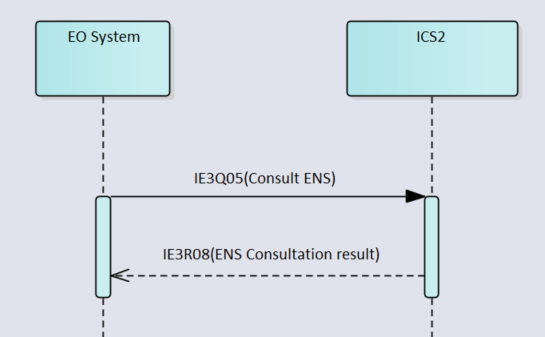 EO System
ICS2
IE3Q05(Consult ENS)
IE3R08(ENS Consultation result)